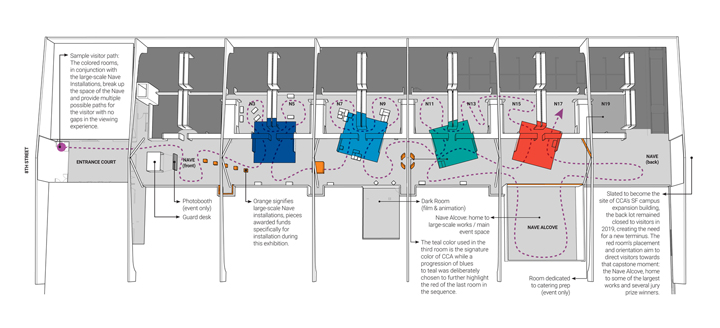 Sample visitor path:
The colored rooms,
in conjunction with
the large-scale Nave
Installations, break up
the space of the Nave
and provide multiple
possible paths for
the visitor with no
gaps in the viewing
experience.
8TH STREET
ENTRANCE COURT
NAVE
(front)
N3
N5
N7
N9
N11
N13
N15
N17
N19
NAVE
(back)
Photobooth
(event only)
Guard desk
Orange signifies
large-scale Nave
installations, pieces
awarded funds
specifically for
installation during
this exhibition.
Dark Room
(film & animation)
Nave Alcove: home to
large-scale works / main
event space
The teal color used in the
third room is the signature
color of CCA while a
progression of blues
to teal was deliberately
chosen to further highlight
the red of the last room in
the sequence.
NAVE ALCOVE
Room dedicated
to catering prep
(event only)
Slated to become the
site of CCA's SF campus
expansion building,
the back lot remained
closed to visitors in
2019, creating the need
for a new terminus. The
red room's placement
and orientation aim to
direct visitors towards
that capstone moment:
the Nave Alcove, home
to some of the largest
works and several jury
prize winners.